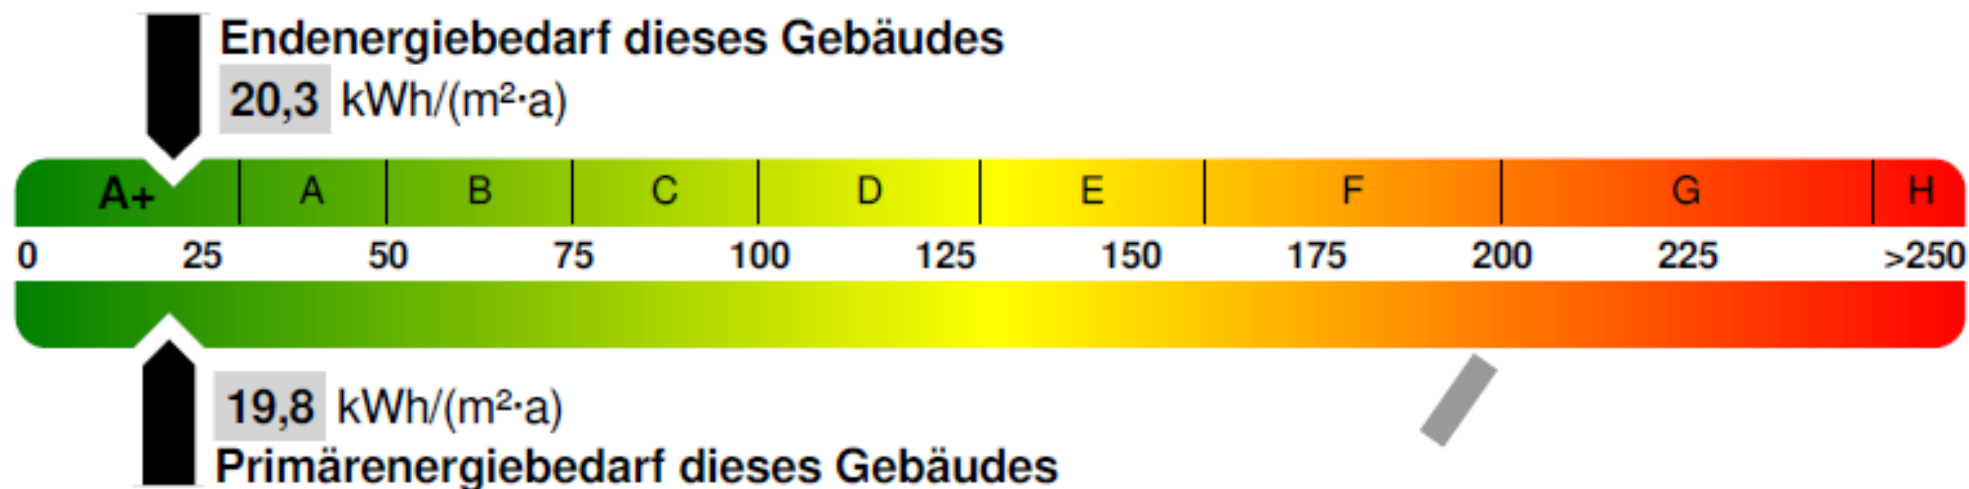 Endenergiebedarf dieses Gebäudes
20,3 kWh/(m²·a)
A+ A B C D E F G H
0 25 50 75 100 125 150 175 200 225 >250
19,8 kWh/(m²·a)
Primärenergiebedarf dieses Gebäudes